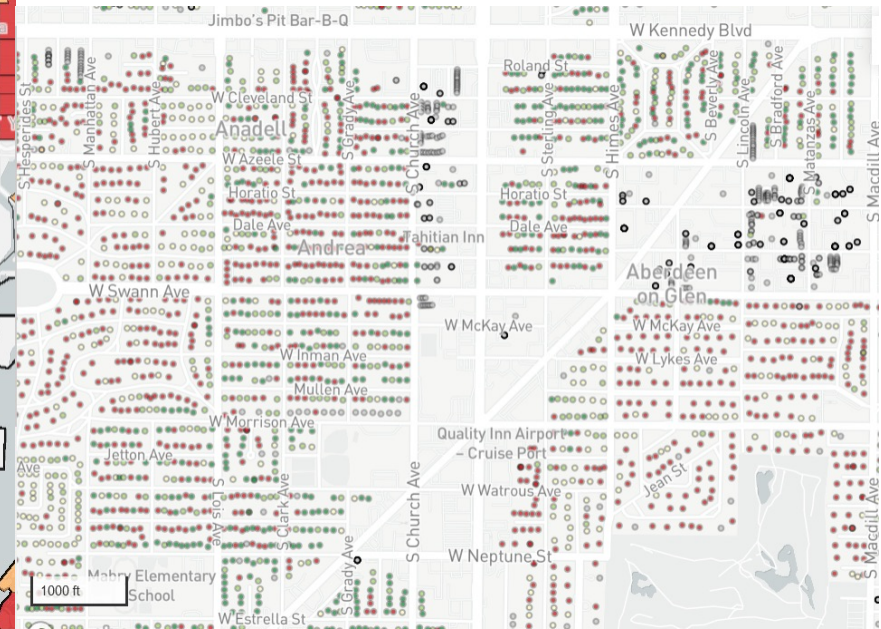 Jimbo's Pit Bar-B-Q
W Kennedy Blvd
Roland St
S Hesperides St
S Manhattan Ave
S Hubert Ave
W Cleveland St
Anadell
S Grady Ave
S Church Ave
S Sterling Ave
S Himes Ave
S Beverly Ave
S Lincoln Ave
S Bradford Ave
S Matanzas Ave
S Macdill Ave
W Azeele St
Horatio St
Horatio St
Dale Ave
Dale Ave
Andrea
Tahitian Inn
Aberdeen
on Glen
W Swann Ave
W McKay Ave
W McKay Ave
W Inman Ave
W Lykes Ave
Mullen Ave
W Morrison Ave
Quality Inn Airport
– Cruise Port
Jetton Ave
Ave
Jean St
S Lois Ave
S Clark Ave
S Church Ave
W Watrous Ave
S Macdill Ave
W Neptune St
S Grady Ave
Mabry Elementary
School
1000 ft
W Estrella St